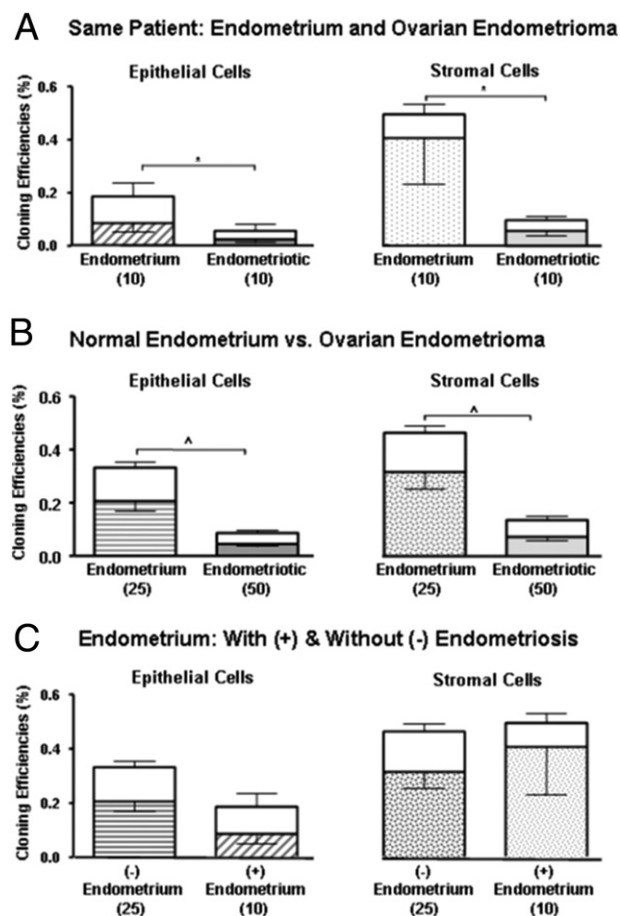 A Same Patient: Endometrium and Ovarian Endometrioma
Epithelial Cells
Stromal Cells
Cloning Efficiencies (%)
0.6
0.4
0.2
0.0
*
*
Endometrium Endometriotic
(10) (10)
Endometrium Endometriotic
(10) (10)
B Normal Endometrium vs. Ovarian Endometrioma
Epithelial Cells
Stromal Cells
Cloning Efficiencies (%)
0.6
0.4
0.2
0.0
^
^
Endometrium Endometriotic
(25) (50)
Endometrium Endometriotic
(25) (50)
C Endometrium: With (+) & Without (-) Endometriosis
Epithelial Cells
Stromal Cells
Cloning Efficiencies (%)
0.6
0.4
0.2
0.0
(-) (+)
Endometrium Endometrium
(25) (10)
(-) (+)
Endometrium Endometrium
(25) (10)